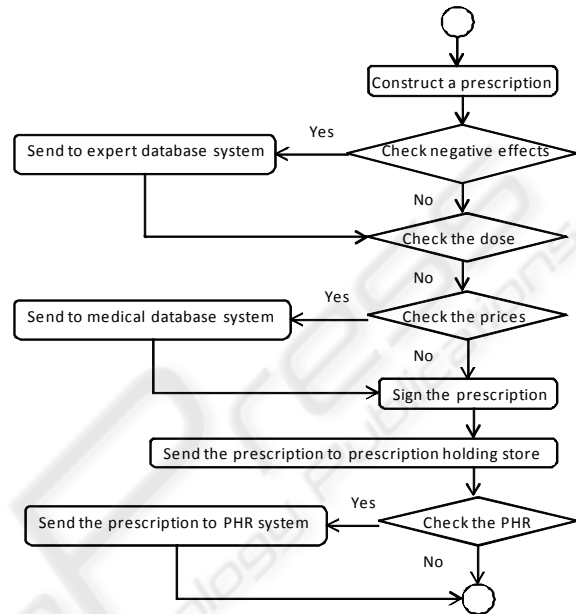 Construct a prescription
Yes
Send to expert database system
Check negative effects
No
Check the dose
No
Yes
Send to medical database system
Check the prices
No
Sign the prescription
Send the prescription to prescription holding store
Yes
Send the prescription to PHR system
Check the PHR
No